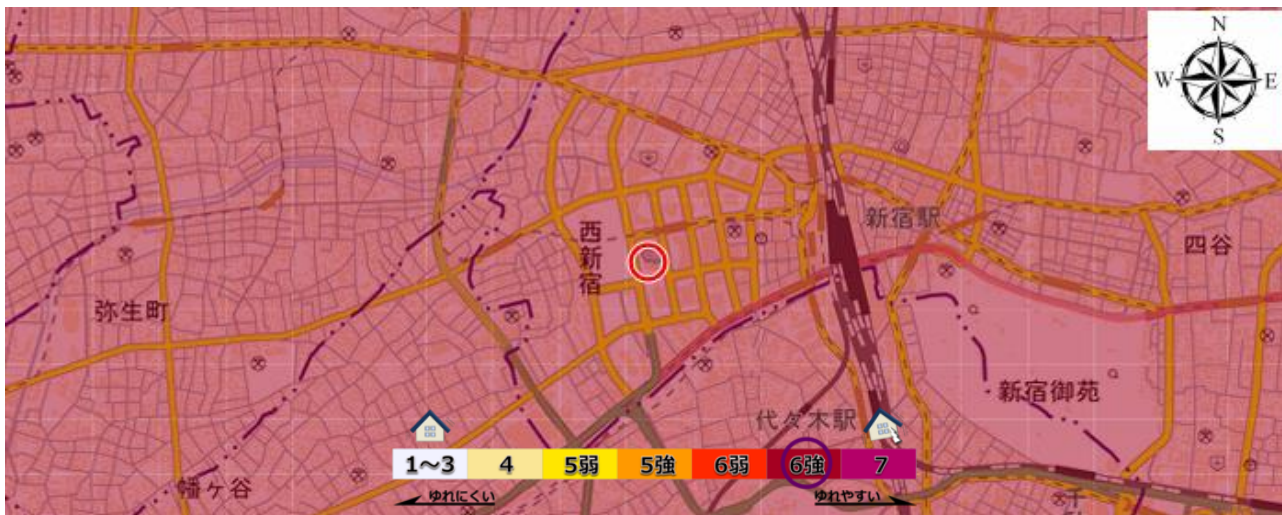 N
W
E
S
新宿駅
西新宿
四谷
弥生町
新宿御苑
代々木駅
幡ヶ谷
1～3 4 5弱 5強 6弱 6強 7
ゆれにくい
ゆれやすい
千